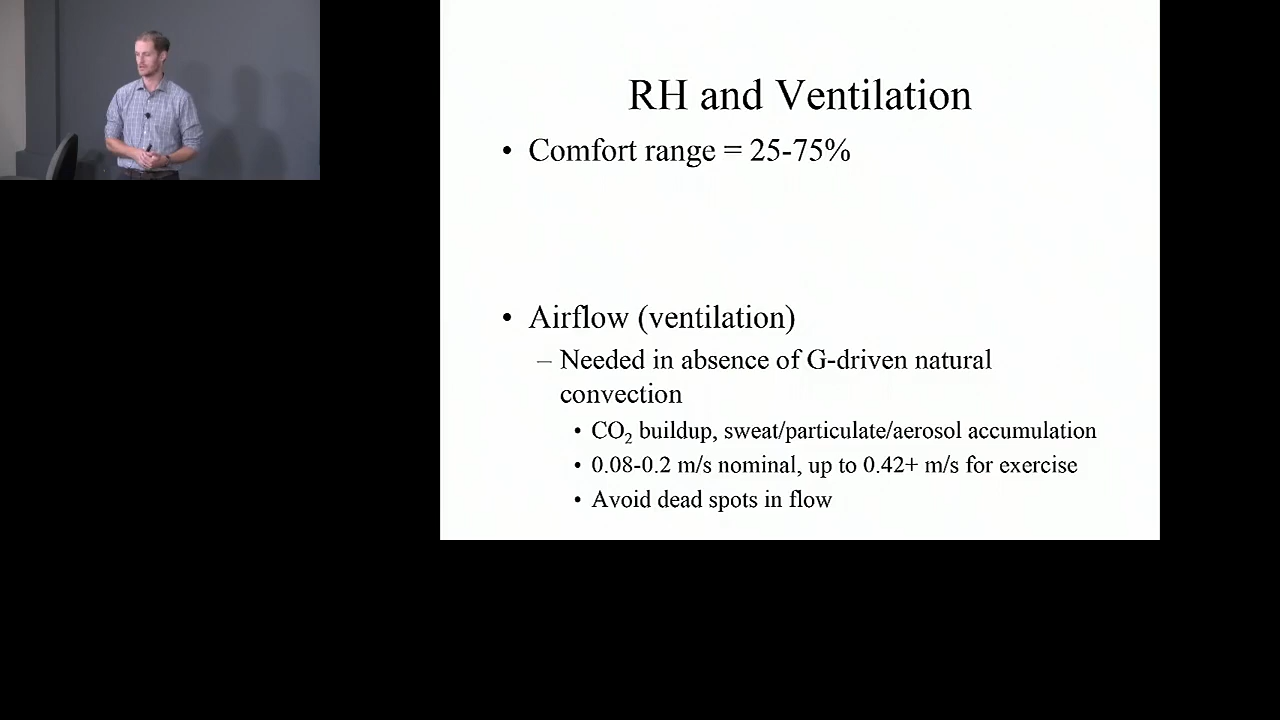 RH and Ventilation
• Comfort range = 25-75%
• Airflow (ventilation)
– Needed in absence of G-driven natural
convection
• CO₂ buildup, sweat/particulate/aerosol accumulation
• 0.08-0.2 m/s nominal, up to 0.42+ m/s for exercise
• Avoid dead spots in flow